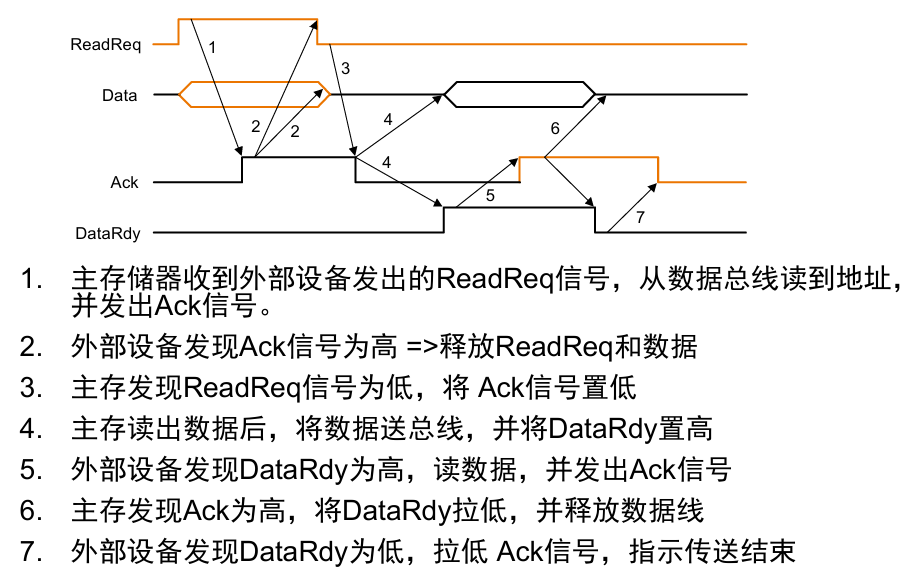 ReadReq
1
3
Data
2
2
4
6
4
Ack
5
7
DataRdy
1. 主存储器收到外部设备发出的ReadReq信号，从数据总线读到地址，
并发出Ack信号。
2. 外部设备发现Ack信号为高 =>释放ReadReq和数据
3. 主存发现ReadReq信号为低，将 Ack信号置低
4. 主存读出数据后，将数据送总线，并将DataRdy置高
5. 外部设备发现DataRdy为高，读数据，并发出Ack信号
6. 主存发现Ack为高，将DataRdy拉低，并释放数据线
7. 外部设备发现DataRdy为低，拉低 Ack信号，指示传送结束